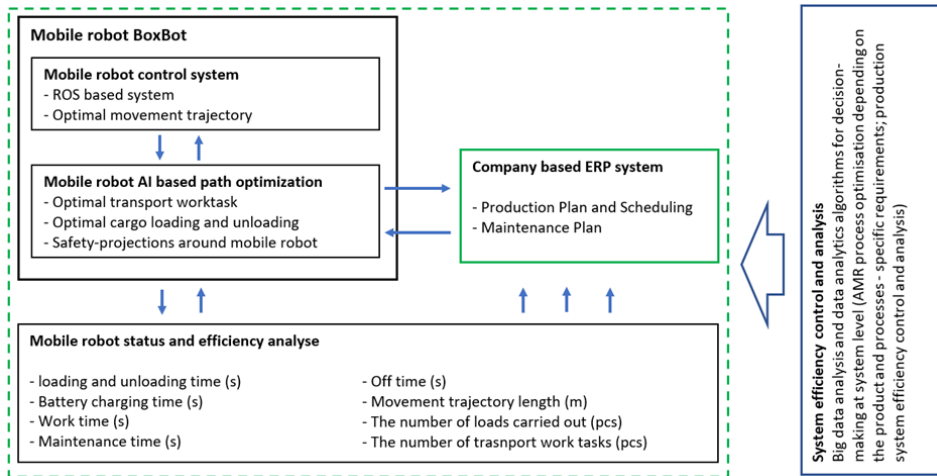 Mobile robot BoxBot
Mobile robot control system
- ROS based system
- Optimal movement trajectory
Mobile robot AI based path optimization
- Optimal transport worktask
- Optimal cargo loading and unloading
- Safety-projections around mobile robot
Company based ERP system
- Production Plan and Scheduling
- Maintenance Plan
Mobile robot status and efficiency analyse
- loading and unloading time (s)
- Battery charging time (s)
- Work time (s)
- Maintenance time (s)
- Off time (s)
- Movement trajectory length (m)
- The number of loads carried out (pcs)
- The number of trasnport work tasks (pcs)
System efficiency control and analysis
Big data analysis and data analytics algorithms for decision-
making at system level (AMR process optimisation depending on
the product and processes - specific requirements; production
system efficiency control and analysis)